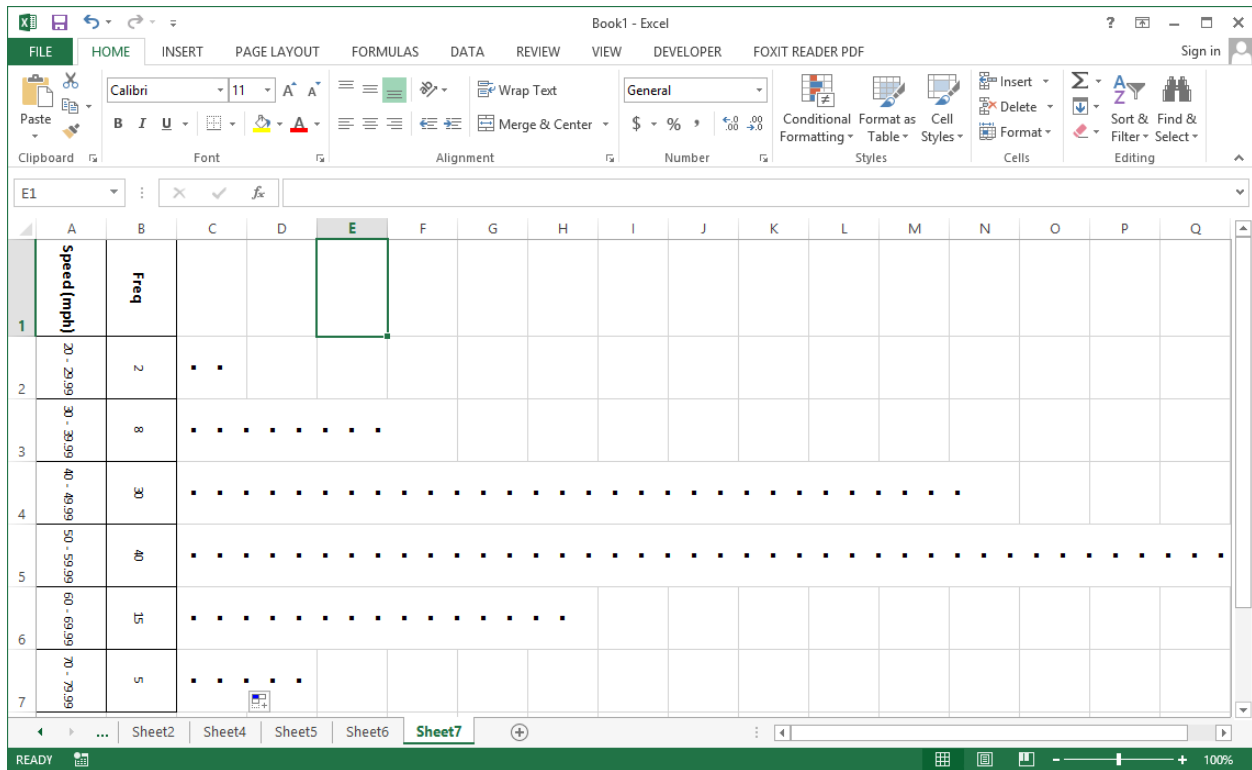 Book1 - Excel
?
FILE HOME INSERT PAGE LAYOUT FORMULAS DATA REVIEW VIEW DEVELOPER FOXIT READER PDF Sign in
Paste
Calibri 11 A A
B I U A
Wrap Text
Merge & Center
General
$ % , .00 .0
Conditional Formatting
Format as Table
Cell Styles
Insert
Delete
Format
Sort & Filter
Find & Select
Clipboard Font Alignment Number Styles Cells Editing
E1 fx
A B C D E F G H I J K L M N O P Q
1 Speed (mph) Freq
2 20 - 29.99 2
3 30 - 39.99 8
4 40 - 49.99 30
5 50 - 59.99 40
6 60 - 69.99 15
7 70 - 79.99 5
... Sheet2 Sheet4 Sheet5 Sheet6 Sheet7
READY 100%